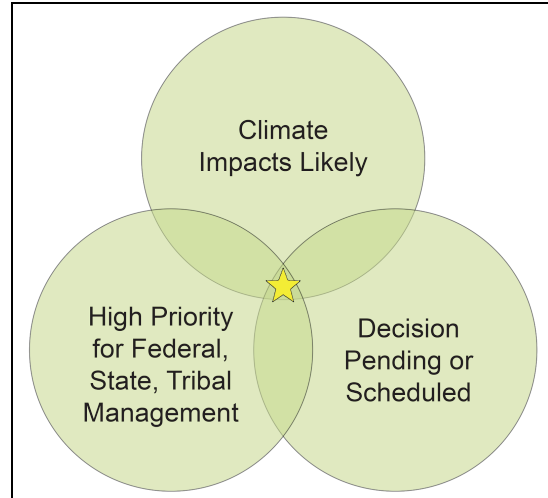 Climate
Impacts Likely
High Priority
for Federal,
State, Tribal
Management
Decision
Pending or
Scheduled